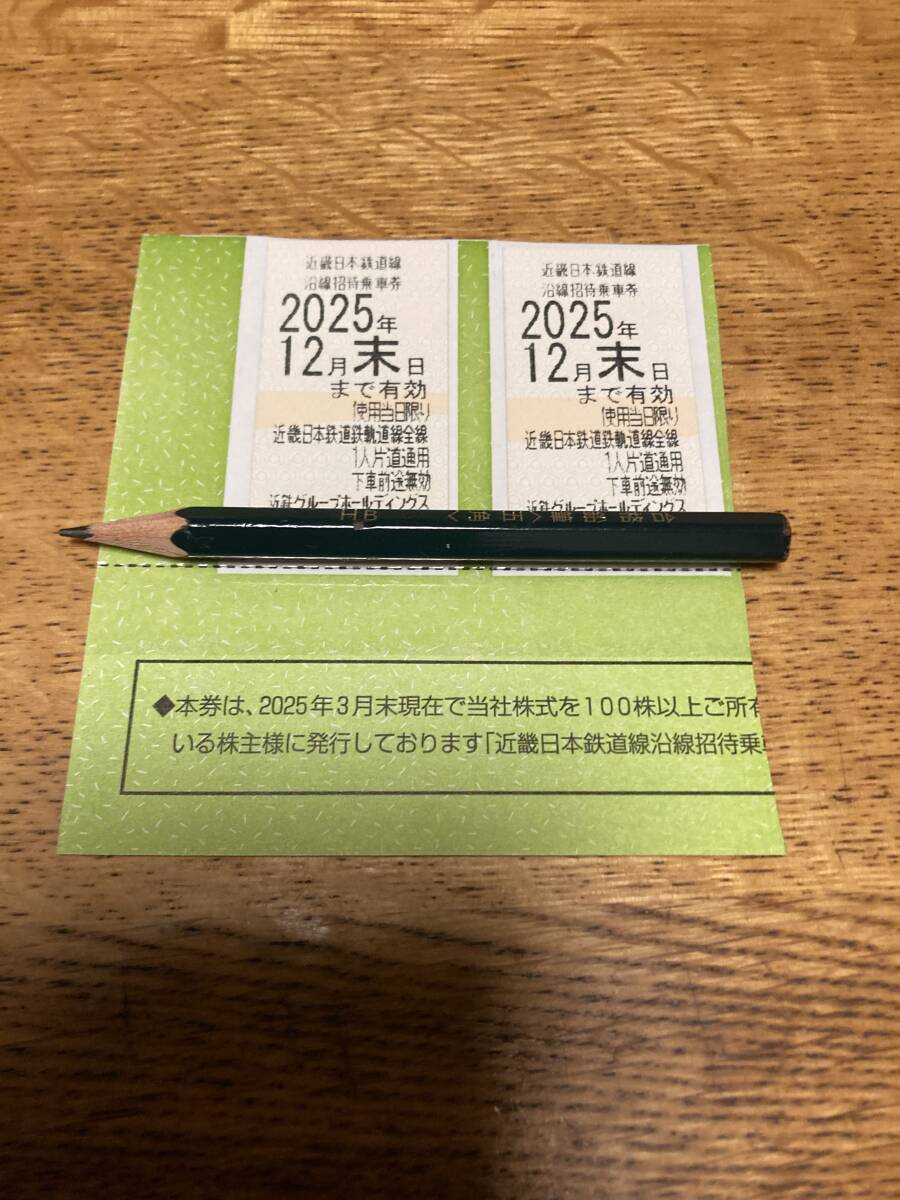 近畿日本鉄道線
沿線招待乗車券
2025年
12月末日
まで有効
使用当日限り
近畿日本鉄道鉄軌道線全線
1人片道通用
下車前途無効
近鉄グループホールディングス
近畿日本鉄道線
沿線招待乗車券
2025年
12月末日
まで有効
使用当日限り
近畿日本鉄道鉄軌道線全線
1人片道通用
下車前途無効
近鉄グループホールディングス
HB
◆本券は、2025年3月末現在で当社株式を100株以上ご所有
いる株主様に発行しております「近畿日本鉄道線沿線招待乗